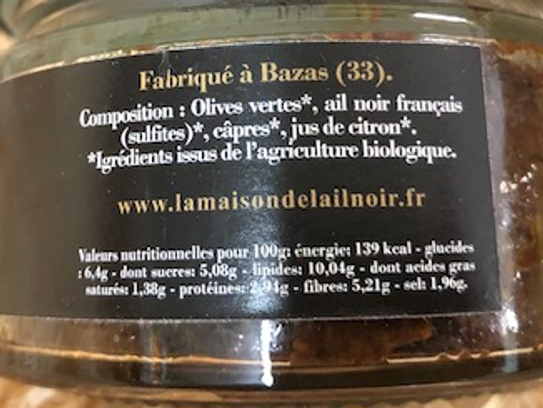 Fabriqué à Bazas (33).
Composition : Olives vertes*, ail noir français
(sulfites)*, câpres*, jus de citron*.
*Igrédients issus de l'agriculture biologique.
www.lamaisondelailnoir.fr
Valeurs nutritionnelles pour 100g: énergie: 139 kcal - glucides
: 6,4g - dont sucres: 5,08g - lipides: 10,04g - dont acides gras
saturés: 1,38g - protéines: 2,94g - fibres: 5,21g - sel: 1,96g.